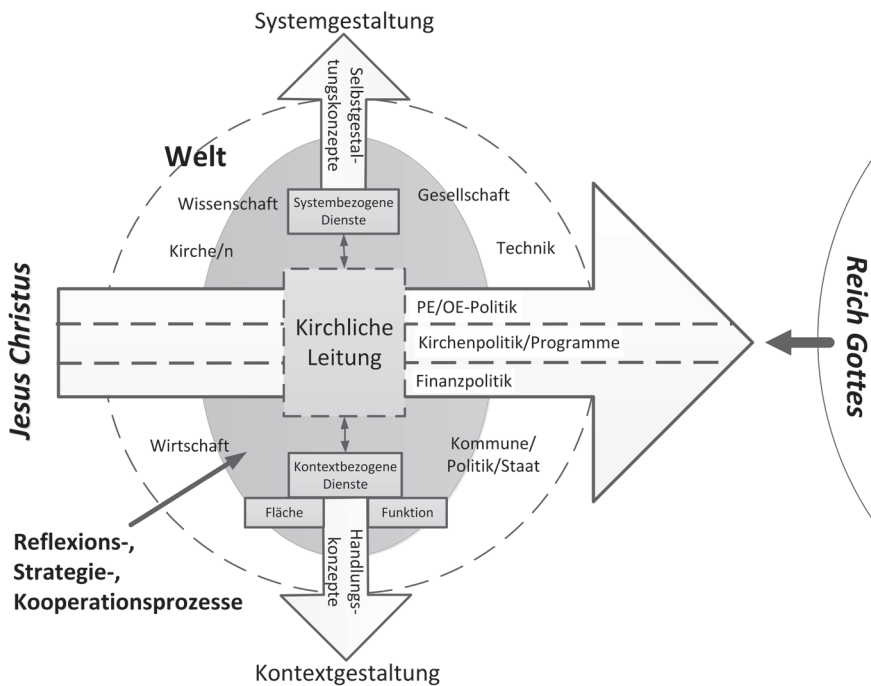 Systemgestaltung
Selbstgestal-
tungskonzepte
Welt
Wissenschaft
Systembezogene
Dienste
Gesellschaft
Kirche/n
Technik
Jesus Christus
Kirchliche
Leitung
PE/OE-Politik
Kirchenpolitik/Programme
Finanzpolitik
Reich Gottes
Wirtschaft
Kommune/
Politik/Staat
Kontextbezogene
Dienste
Fläche
Funktion
Handlungs-
konzepte
Reflexions-,
Strategie-,
Kooperationsprozesse
Kontextgestaltung